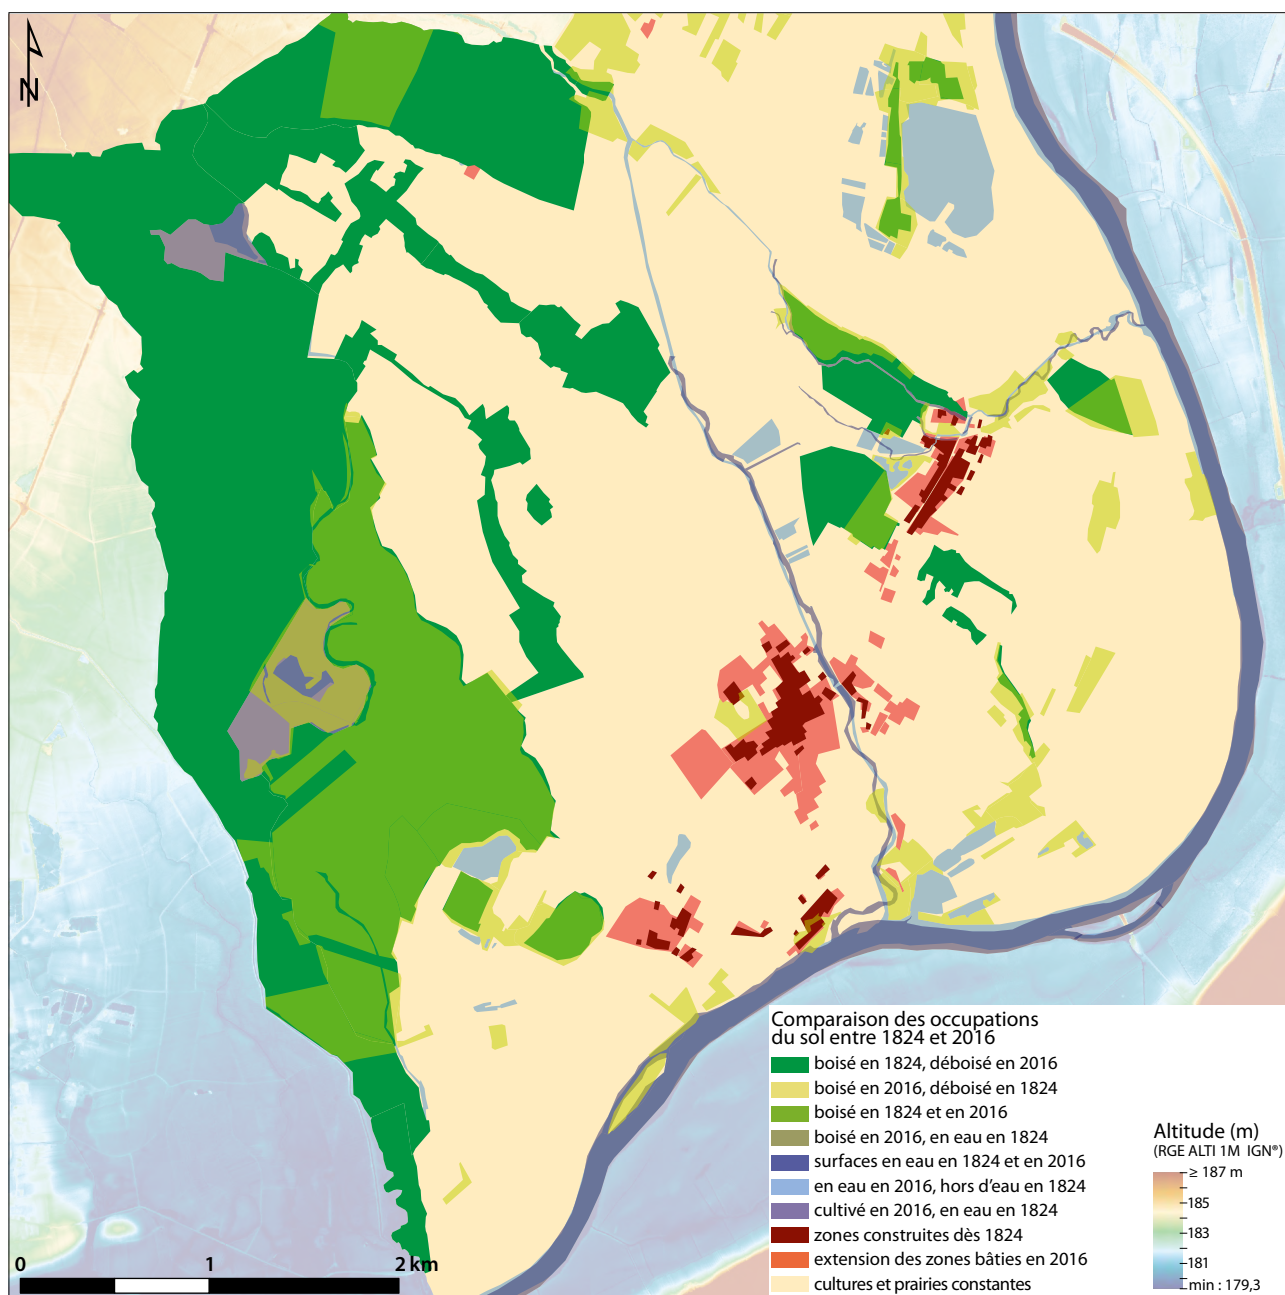 N
Comparaison des occupations
du sol entre 1824 et 2016
boisé en 1824, déboisé en 2016
boisé en 2016, déboisé en 1824
boisé en 1824 et en 2016
boisé en 2016, en eau en 1824
surfaces en eau en 1824 et en 2016
en eau en 2016, hors d'eau en 1824
cultivé en 2016, en eau en 1824
zones construites dès 1824
extension des zones bâties en 2016
cultures et prairies constantes
Altitude (m)
(RGE ALTI 1M IGN®)
≥ 187 m
185
183
181
min : 179,3
0 1 2 km